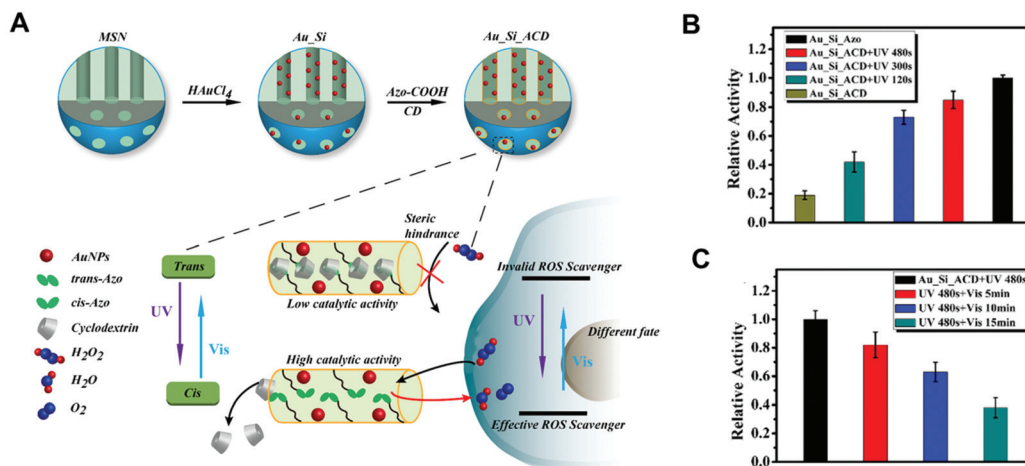 A
MSN
Au_Si
Au_Si_ACD
HAuCl4
Azo-COOH
CD
AuNPs
trans-Azo
cis-Azo
Cyclodextrin
H2O2
H2O
O2
Trans
UV
Vis
Cis
Steric
hindrance
Low catalytic activity
High catalytic activity
Invalid ROS Scavenger
UV
Vis
Different fate
Effective ROS Scavenger
B
Relative Activity
1.2
1.0
0.8
0.6
0.4
0.2
0.0
Au_Si_Azo
Au_Si_ACD+UV 480s
Au_Si_ACD+UV 300s
Au_Si_ACD+UV 120s
Au_Si_ACD
C
Relative Activity
0.0
0.2
0.4
0.6
0.8
1.0
1.2
1.4
Au_Si_ACD+UV 480s
UV 480s+Vis 5min
UV 480s+Vis 10min
UV 480s+Vis 15min